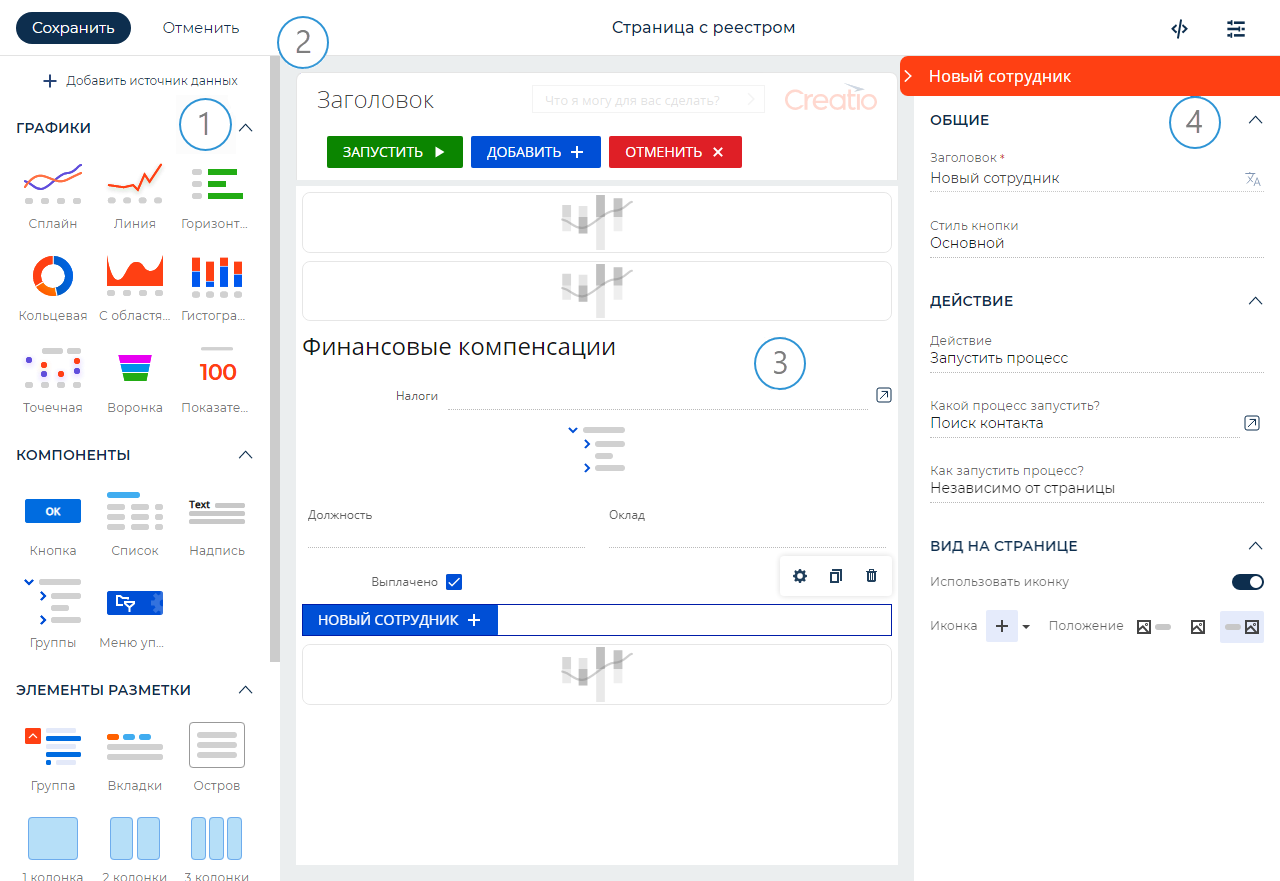 Сохранить
Отменить
2
Страница с реестром
Добавить источник данных
ГРАФИКИ
1
Сплайн
Линия
Горизонт...
Кольцевая
С областя...
Гистогра...
Точечная
Воронка
100
Показате...
КОМПОНЕНТЫ
OK
Кнопка
Список
Text
Надпись
Группы
Меню уп...
ЭЛЕМЕНТЫ РАЗМЕТКИ
Группа
Вкладки
Остров
1 колонка
2 колонки
3 колонки
Заголовок
Что я могу для вас сделать?
Creatio
ЗАПУСТИТЬ
ДОБАВИТЬ
ОТМЕНИТЬ
Финансовые компенсации
3
Налоги
Должность
Оклад
Выплачено
НОВЫЙ СОТРУДНИК
Новый сотрудник
ОБЩИЕ
4
Заголовок *
Новый сотрудник
Стиль кнопки
Основной
ДЕЙСТВИЕ
Действие
Запустить процесс
Какой процесс запустить?
Поиск контакта
Как запустить процесс?
Независимо от страницы
ВИД НА СТРАНИЦЕ
Использовать иконку
Иконка
Положение